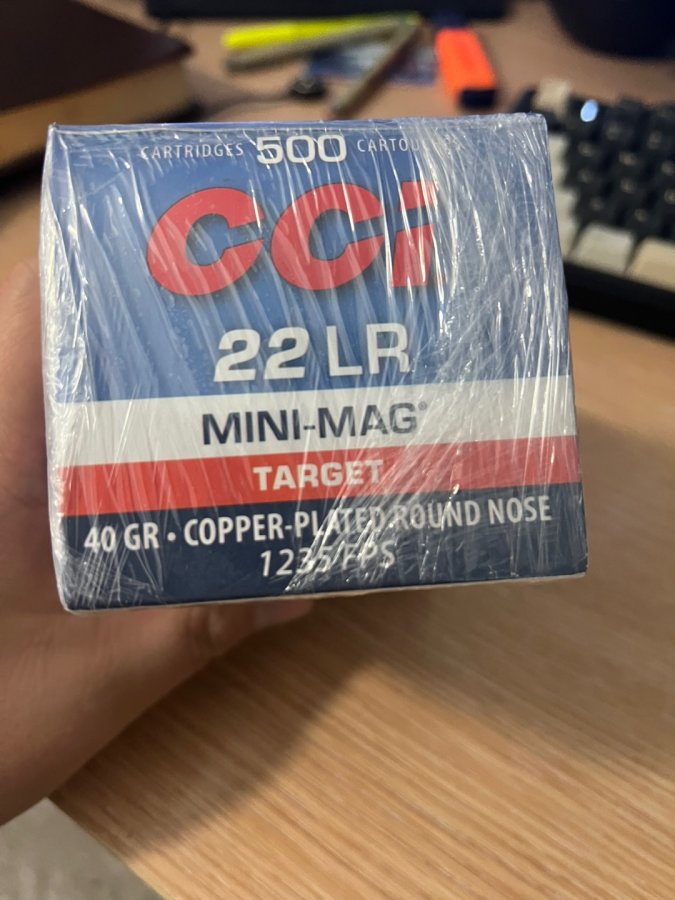 CARTRIDGES 500
CCi
22 LR
MINI-MAG®
TARGET
40 GR • COPPER-PLATED ROUND NOSE
1235 FPS